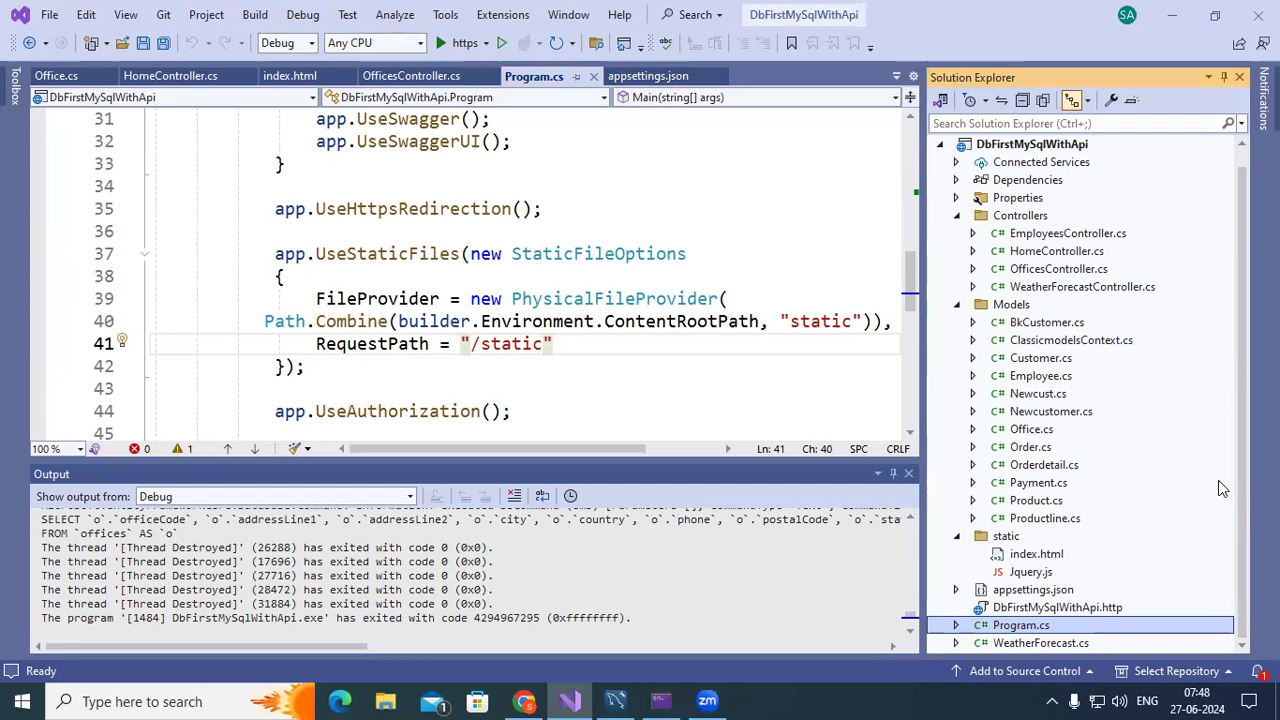 File Edit View Git Project Build Debug Test Analyze Tools Extensions Window Help Search DbFirstMySqlWithApi SA
Debug Any CPU https
Office.cs HomeController.cs index.html OfficesController.cs Program.cs appsettings.json
DbFirstMySqlWithApi DbFirstMySqlWithApi.Program Main(string[] args)
31 app.UseSwagger();
32 app.UseSwaggerUI();
33 }
34
35 app.UseHttpsRedirection();
36
37 app.UseStaticFiles(new StaticFileOptions
38 {
39 FileProvider = new PhysicalFileProvider(
40 Path.Combine(builder.Environment.ContentRootPath, "static")),
41 RequestPath = "/static"
42 });
43
44 app.UseAuthorization();
45
100 % 0 1 Ln: 41 Ch: 40 SPC CRLF
Output
Show output from: Debug
SELECT `o`.`officeCode`, `o`.`addressLine1`, `o`.`addressLine2`, `o`.`city`, `o`.`country`, `o`.`phone`, `o`.`postalCode`, `o`.`sta
FROM `offices` AS `o`
The thread '[Thread Destroyed]' (26288) has exited with code 0 (0x0).
The thread '[Thread Destroyed]' (17696) has exited with code 0 (0x0).
The thread '[Thread Destroyed]' (27716) has exited with code 0 (0x0).
The thread '[Thread Destroyed]' (28472) has exited with code 0 (0x0).
The thread '[Thread Destroyed]' (31884) has exited with code 0 (0x0).
The program '[1484] DbFirstMySqlWithApi.exe' has exited with code 4294967295 (0xffffffff).
Toolbox
Solution Explorer
Search Solution Explorer (Ctrl+;)
DbFirstMySqlWithApi
Connected Services
Dependencies
Properties
Controllers
C# EmployeesController.cs
C# HomeController.cs
C# OfficesController.cs
C# WeatherForecastController.cs
Models
C# BkCustomer.cs
C# ClassicmodelsContext.cs
C# Customer.cs
C# Employee.cs
C# Newcust.cs
C# Newcustomer.cs
C# Office.cs
C# Order.cs
C# Orderdetail.cs
C# Payment.cs
C# Product.cs
C# Productline.cs
static
index.html
JS Jquery.js
appsettings.json
DbFirstMySqlWithApi.http
C# Program.cs
C# WeatherForecast.cs
Notifications
Ready Add to Source Control Select Repository 1
Type here to search 1 ENG 07:48
27-06-2024